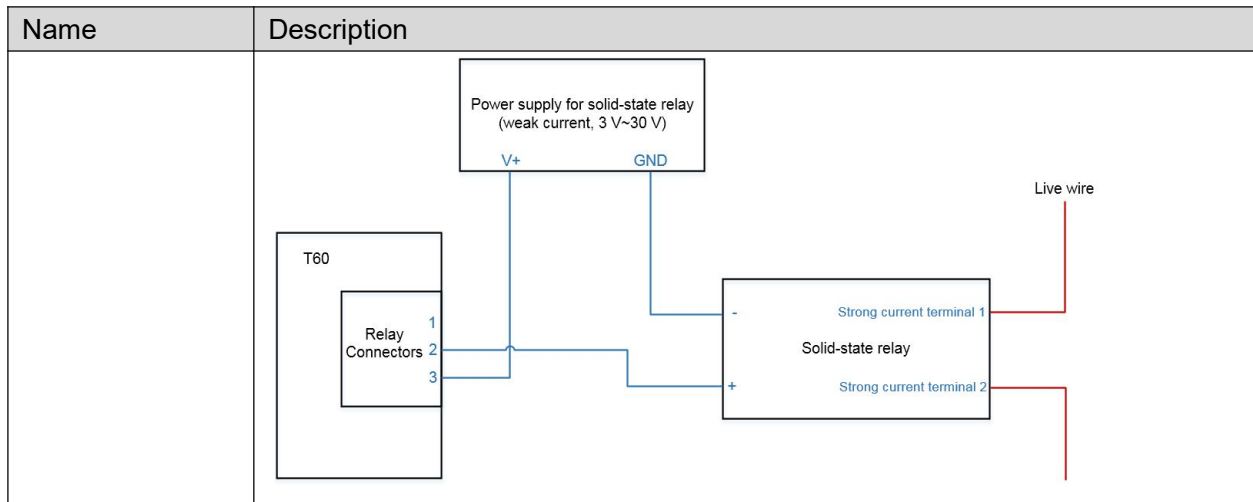 Name Description
Power supply for solid-state relay
(weak current, 3 V~30 V)
V+ GND
Live wire
T60
Relay
Connectors
1
2
3
-
+
Strong current terminal 1
Solid-state relay
Strong current terminal 2